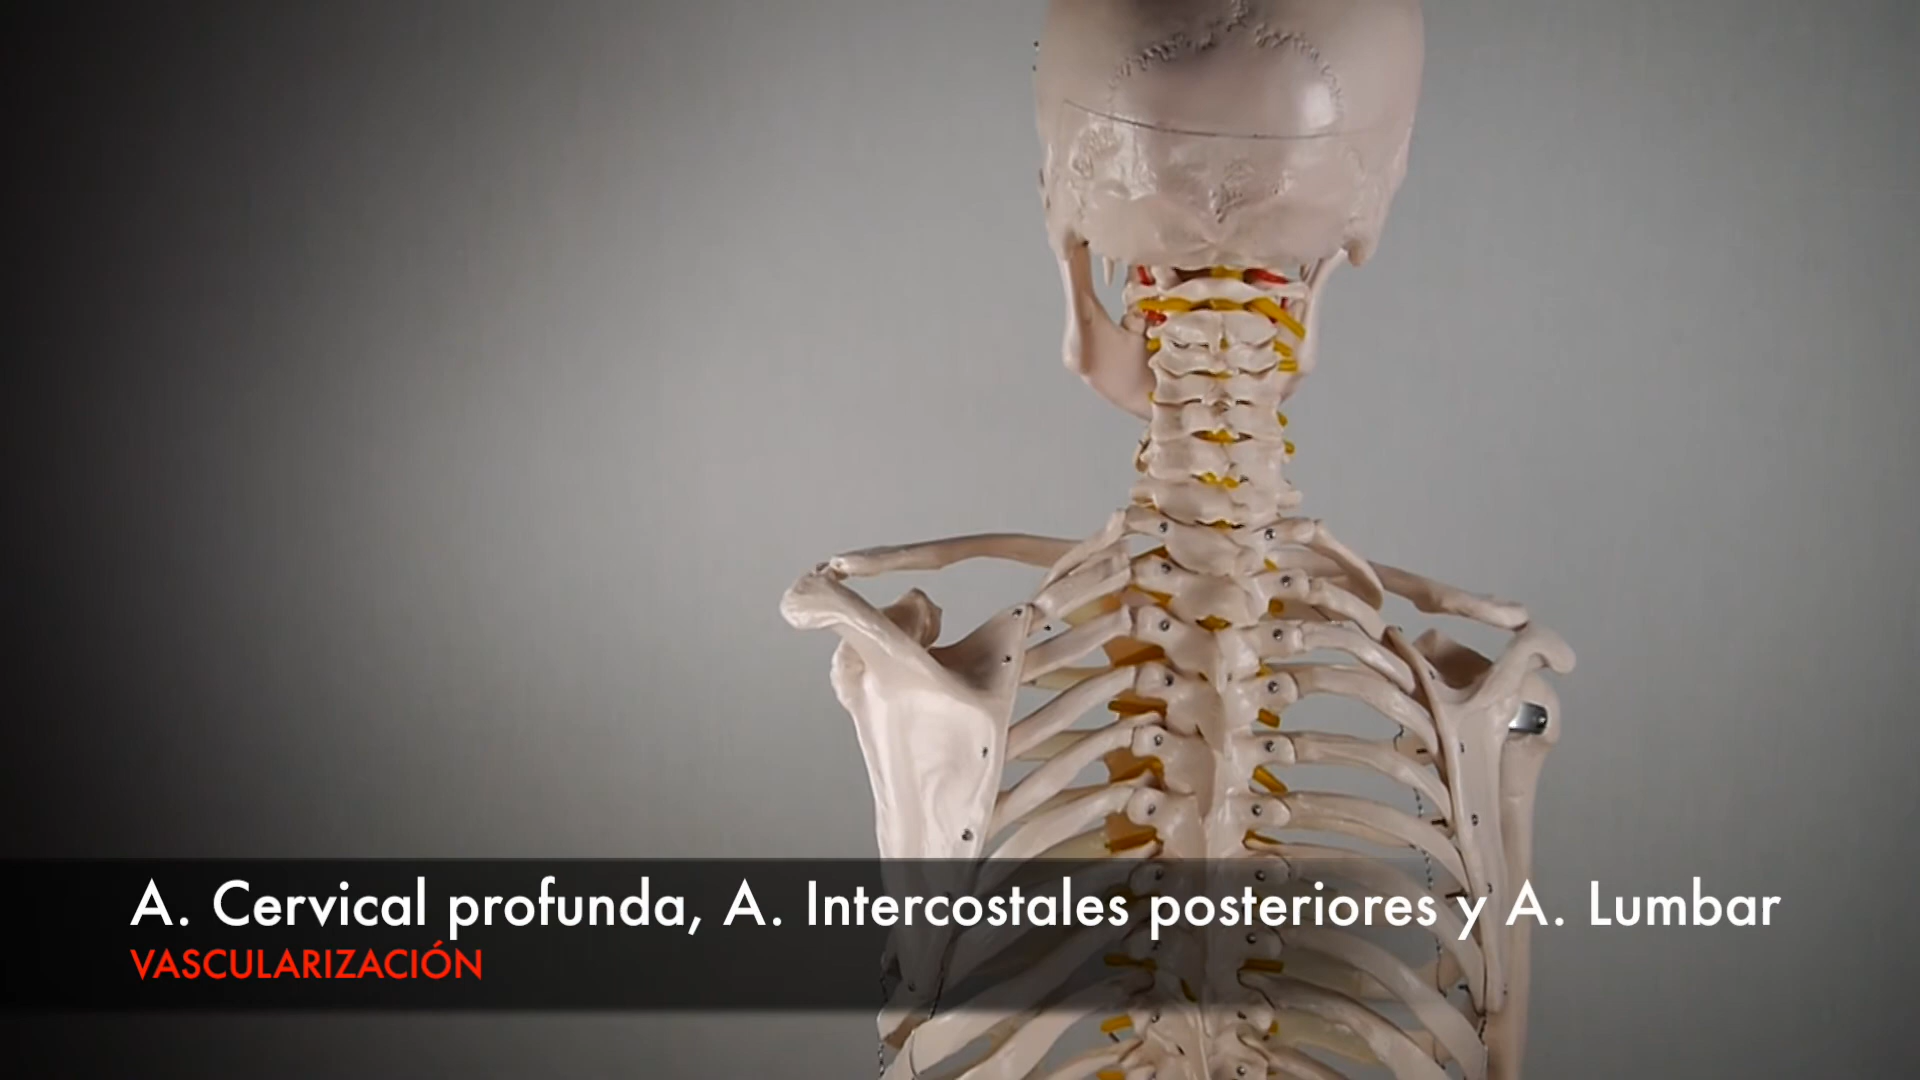 A. Cervical profunda, A. Intercostales posteriores y A. Lumbar
VASCULARIZACIÓN